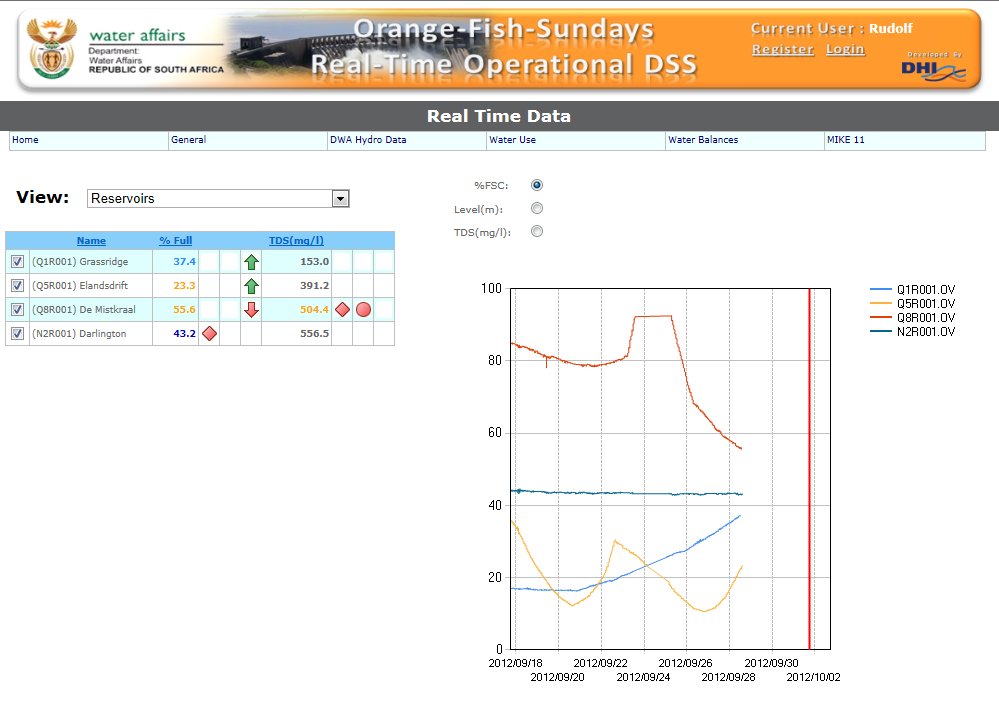 water affairs
Department:
Water Affairs
REPUBLIC OF SOUTH AFRICA
Orange-Fish-Sundays
Real-Time Operational DSS
Current User : Rudolf
Register Login
Developed By
DHI
Real Time Data
Home General DWA Hydro Data Water Use Water Balances MIKE 11
View: Reservoirs
%FSC:
Level(m):
TDS(mg/l):
Name % Full TDS(mg/l)
(Q1R001) Grassridge 37.4 153.0
(Q5R001) Elandsdrift 23.3 391.2
(Q8R001) De Mistkraal 55.6 504.4
(N2R001) Darlington 43.2 556.5
100
80
60
40
20
0
2012/09/18 2012/09/22 2012/09/26 2012/09/30
2012/09/20 2012/09/24 2012/09/28 2012/10/02
Q1R001.OV
Q5R001.OV
Q8R001.OV
N2R001.OV